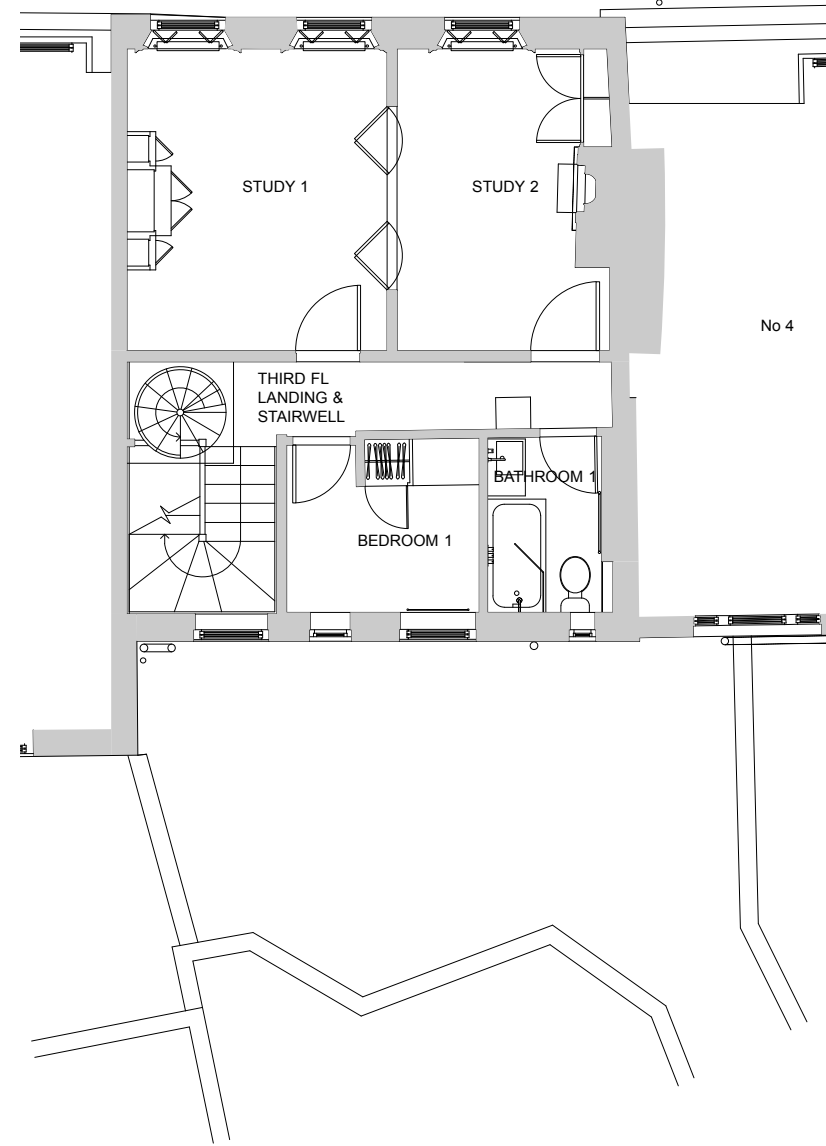 STUDY 1
STUDY 2
No 4
THIRD FL
LANDING &
STAIRWELL
BATHROOM 1
BEDROOM 1